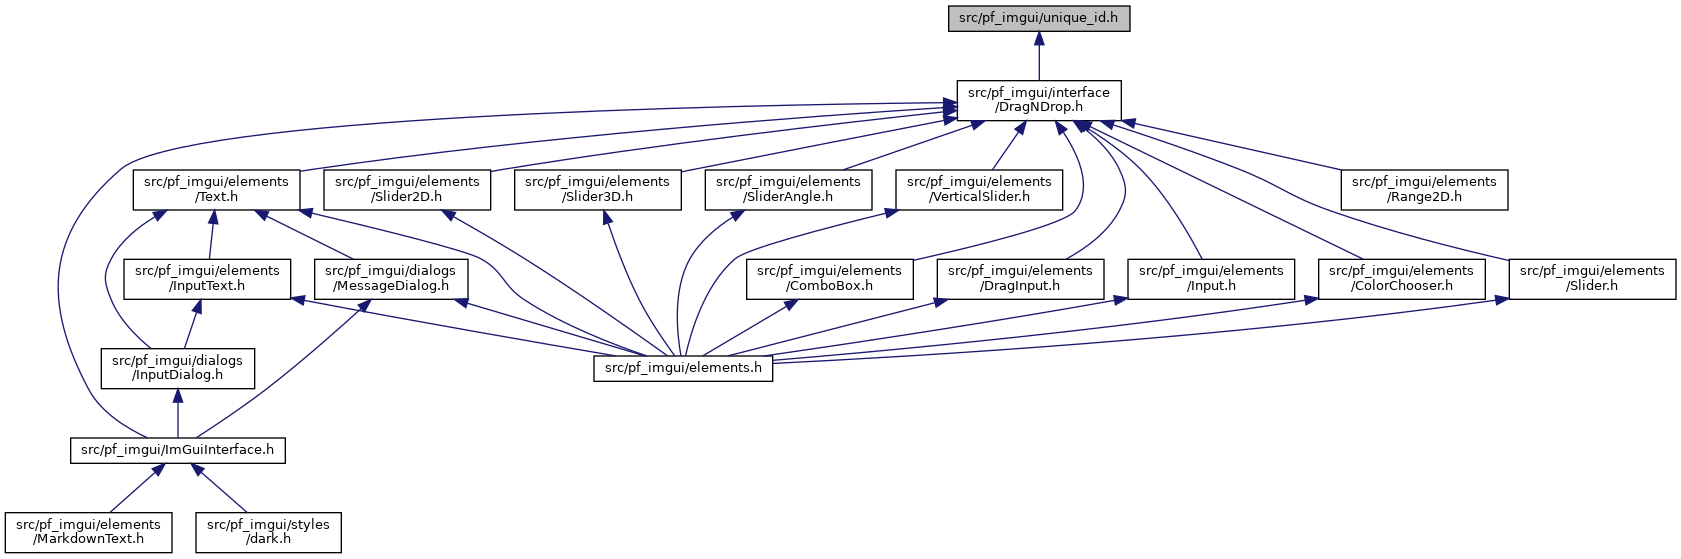 src/pf_imgui/unique_id.h
src/pf_imgui/interface
/DragNDrop.h
src/pf_imgui/elements
/Text.h
src/pf_imgui/elements
/Slider2D.h
src/pf_imgui/elements
/Slider3D.h
src/pf_imgui/elements
/SliderAngle.h
src/pf_imgui/elements
/VerticalSlider.h
src/pf_imgui/elements
/Range2D.h
src/pf_imgui/elements
/InputText.h
src/pf_imgui/dialogs
/MessageDialog.h
src/pf_imgui/elements
/ComboBox.h
src/pf_imgui/elements
/DragInput.h
src/pf_imgui/elements
/Input.h
src/pf_imgui/elements
/ColorChooser.h
src/pf_imgui/elements
/Slider.h
src/pf_imgui/dialogs
/InputDialog.h
src/pf_imgui/elements.h
src/pf_imgui/ImGuiInterface.h
src/pf_imgui/elements
/MarkdownText.h
src/pf_imgui/styles
/dark.h